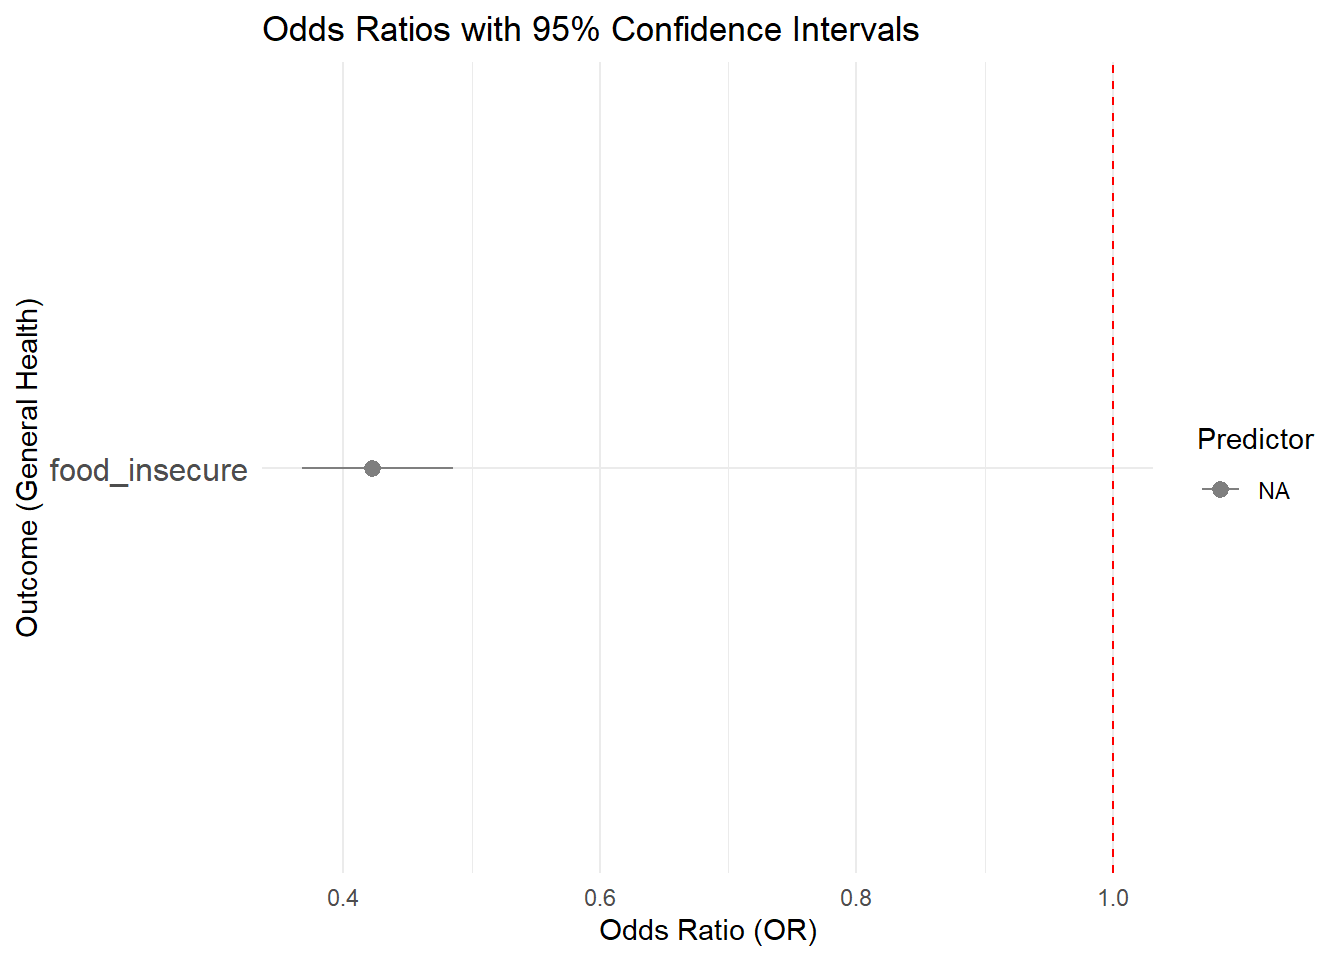 Odds Ratios with 95% Confidence Intervals
Outcome (General Health)
food_insecure
Predictor
NA
0.4 0.6 0.8 1.0
Odds Ratio (OR)